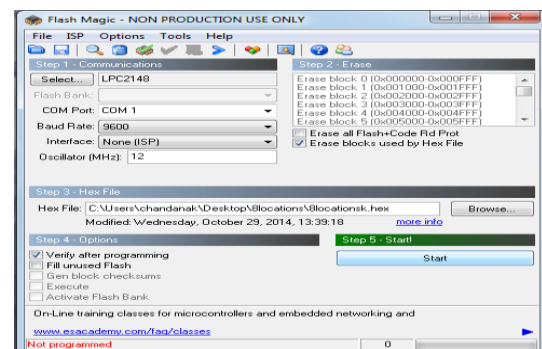 Flash Magic - NON PRODUCTION USE ONLY
File ISP Options Tools Help
Step 1 - Communications
Select... LPC2148
Flash Bank:
COM Port: COM 1
Baud Rate: 9600
Interface: None (ISP)
Oscillator (MHz): 12
Step 2 - Erase
Erase block 0 (0x000000-0x000FFF)
Erase block 1 (0x001000-0x001FFF)
Erase block 2 (0x002000-0x002FFF)
Erase block 3 (0x003000-0x003FFF)
Erase block 4 (0x004000-0x004FFF)
Erase block 5 (0x005000-0x005FFF)
Erase all Flash+Code Rd Prot
Erase blocks used by Hex File
Step 3 - Hex File
Hex File: C:\Users\chandanak\Desktop\8locations\8locationsk.hex Browse...
Modified: Wednesday, October 29, 2014, 13:39:18 more info
Step 4 - Options
Verify after programming
Fill unused Flash
Gen block checksums
Execute
Activate Flash Bank
Step 5 - Start!
Start
On-Line training classes for microcontrollers and embedded networking and
www.esacademy.com/faq/classes
Not programmed 0